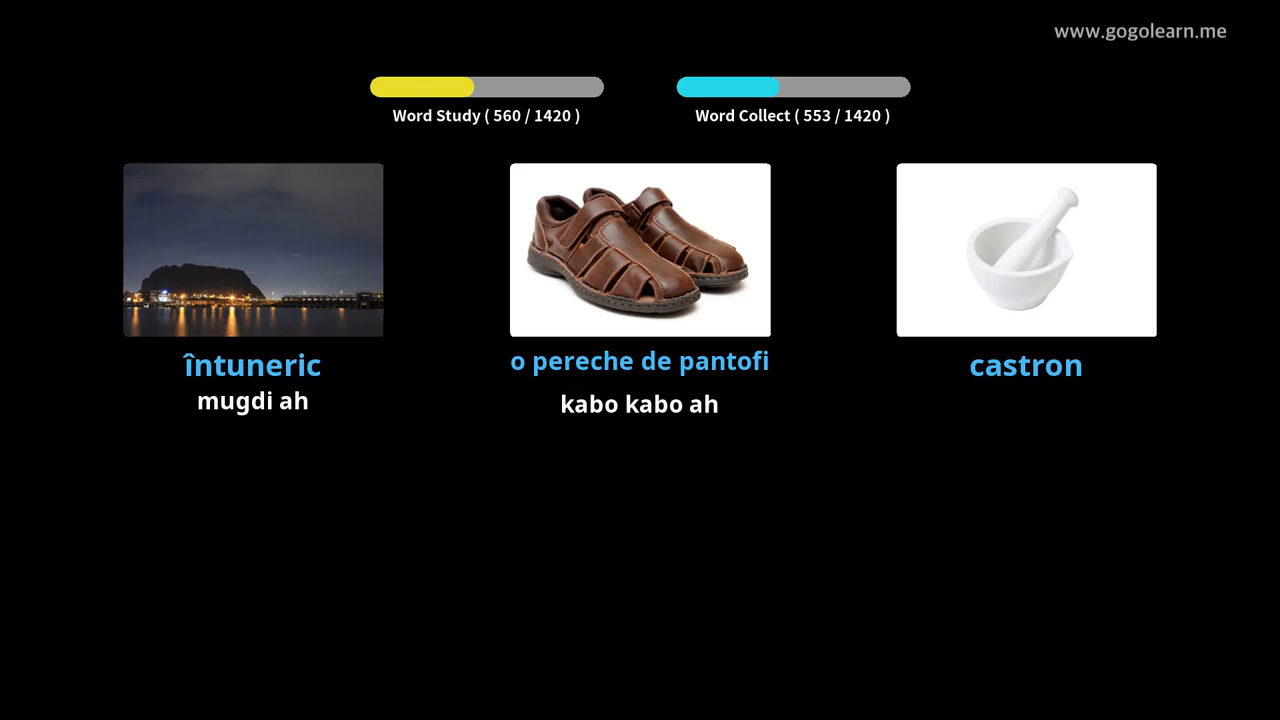 www.gogolearn.me
Word Study ( 560 / 1420 )
Word Collect ( 553 / 1420 )
întuneric
mugdi ah
o pereche de pantofi
kabo kabo ah
castron